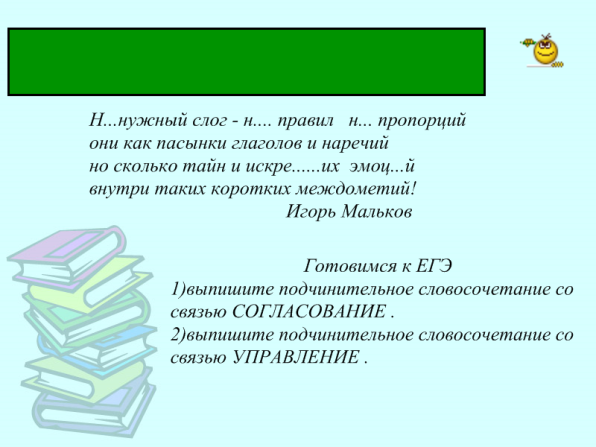 Н...нужный слог - н.... правил н... пропорций
они как пасынки глаголов и наречий
но сколько тайн и искре......их эмоц...й
внутри таких коротких междометий!
Игорь Мальков
Готовимся к ЕГЭ
1)выпишите подчинительное словосочетание со
связью СОГЛАСОВАНИЕ .
2)выпишите подчинительное словосочетание со
связью УПРАВЛЕНИЕ .